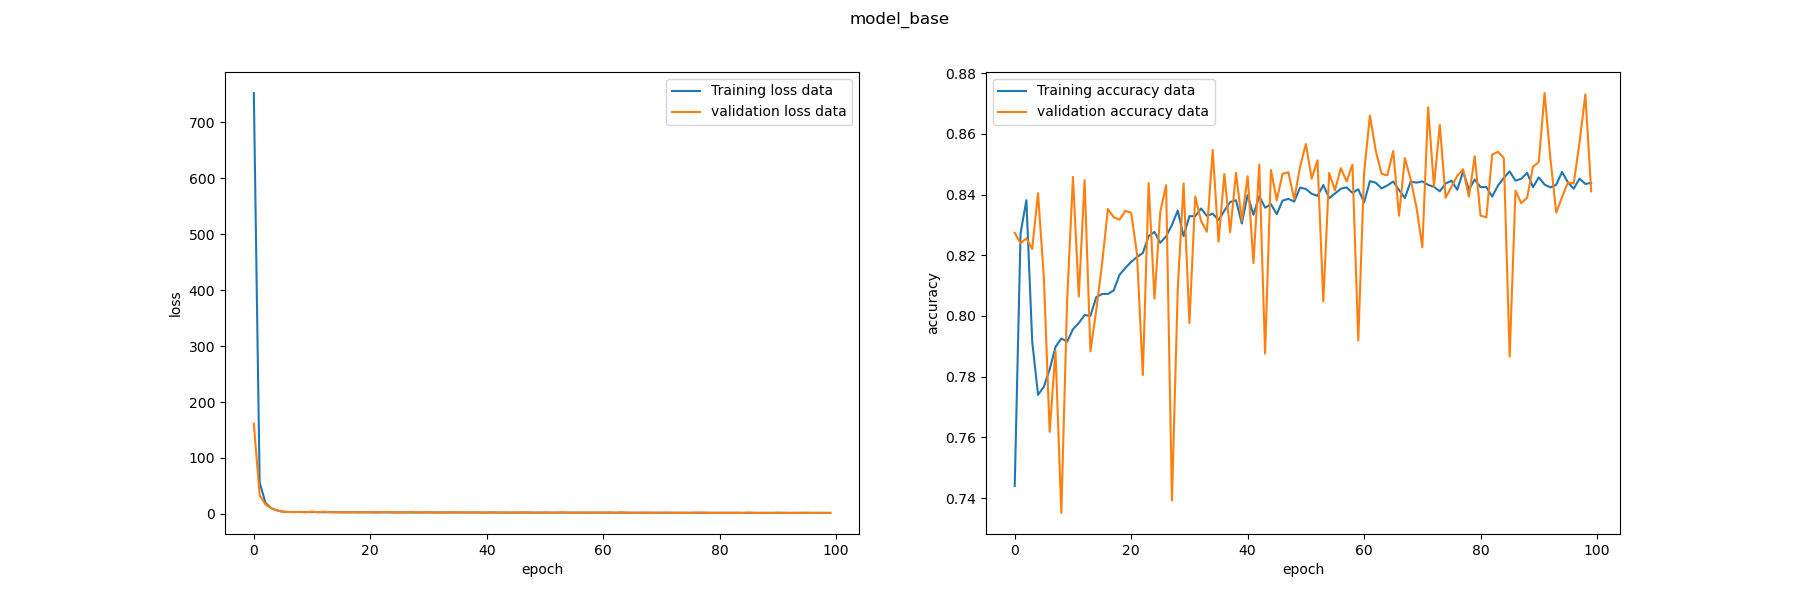 model_base
Training loss data
validation loss data
700
600
500
400
300
200
100
0
loss
0 20 40 60 80 100
epoch
Training accuracy data
validation accuracy data
0.88
0.86
0.84
0.82
0.80
0.78
0.76
0.74
accuracy
0 20 40 60 80 100
epoch